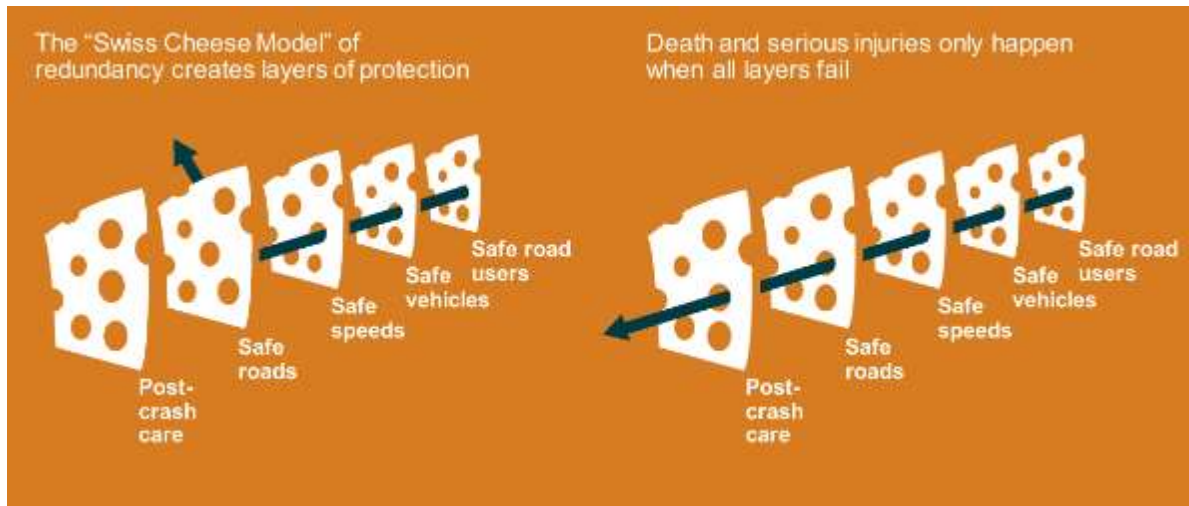 The “Swiss Cheese Model” of
redundancy creates layers of protection
Safe road
users
Safe
vehicles
Safe
speeds
Safe
roads
Post-
crash
care
Death and serious injuries only happen
when all layers fail
Safe road
users
Safe
vehicles
Safe
speeds
Safe
roads
Post-
crash
care